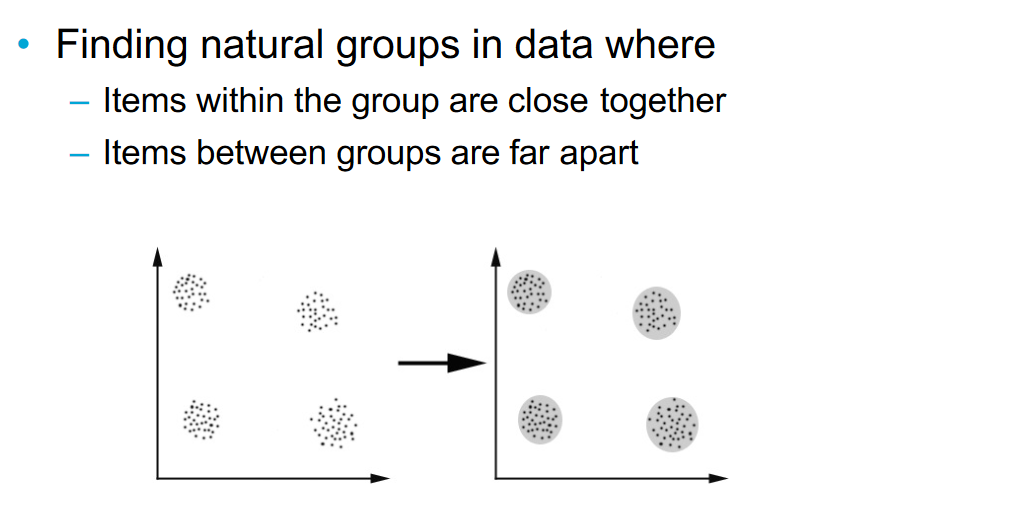 • Finding natural groups in data where
– Items within the group are close together
– Items between groups are far apart